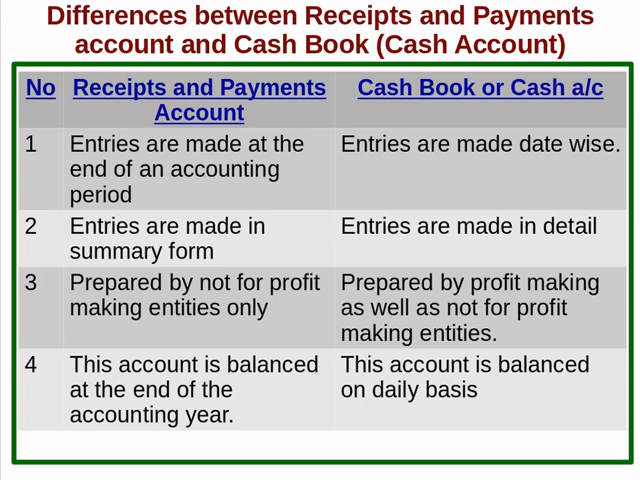 Differences between Receipts and Payments
account and Cash Book (Cash Account)
No Receipts and Payments Account Cash Book or Cash a/c
1 Entries are made at the end of an accounting period Entries are made date wise.
2 Entries are made in summary form Entries are made in detail
3 Prepared by not for profit making entities only Prepared by profit making as well as not for profit making entities.
4 This account is balanced at the end of the accounting year. This account is balanced on daily basis